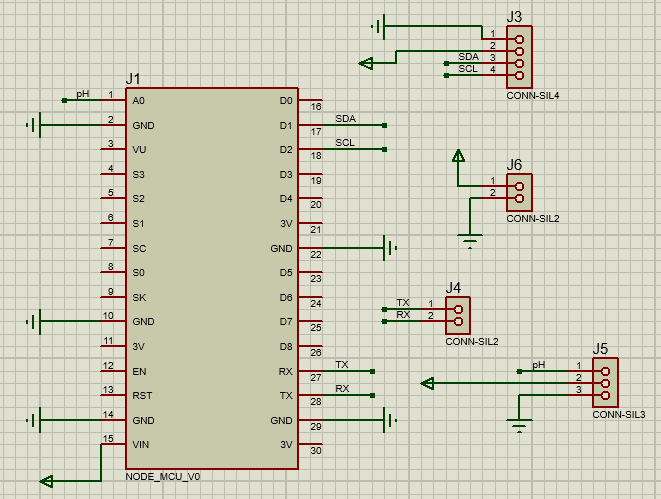 J1
pH 1 A0
2 GND
3 VU
4 S3
5 S2
6 S1
7 SC
8 S0
9 SK
10 GND
11 3V
12 EN
13 RST
14 GND
15 VIN
D0 16
D1 17 SDA
D2 18 SCL
D3 19
D4 20
3V 21
GND 22
D5 23
D6 24
D7 25
D8 26
RX 27 TX
TX 28 RX
GND 29
3V 30
NODE_MCU_V0
J3
1
2
SDA 3
SCL 4
CONN-SIL4
J6
1
2
CONN-SIL2
J4
TX 1
RX 2
CONN-SIL2
J5
pH 1
2
3
CONN-SIL3